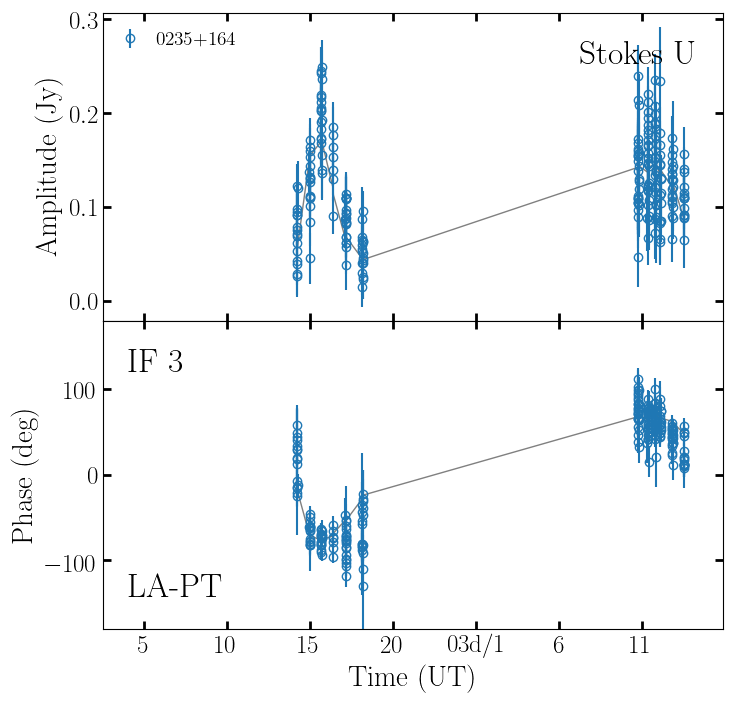 0235+164
Stokes U
0.3
0.2
0.1
0.0
Amplitude (Jy)
IF 3
100
0
−100
Phase (deg)
LA-PT
5 10 15 20 03d/1 6 11
Time (UT)